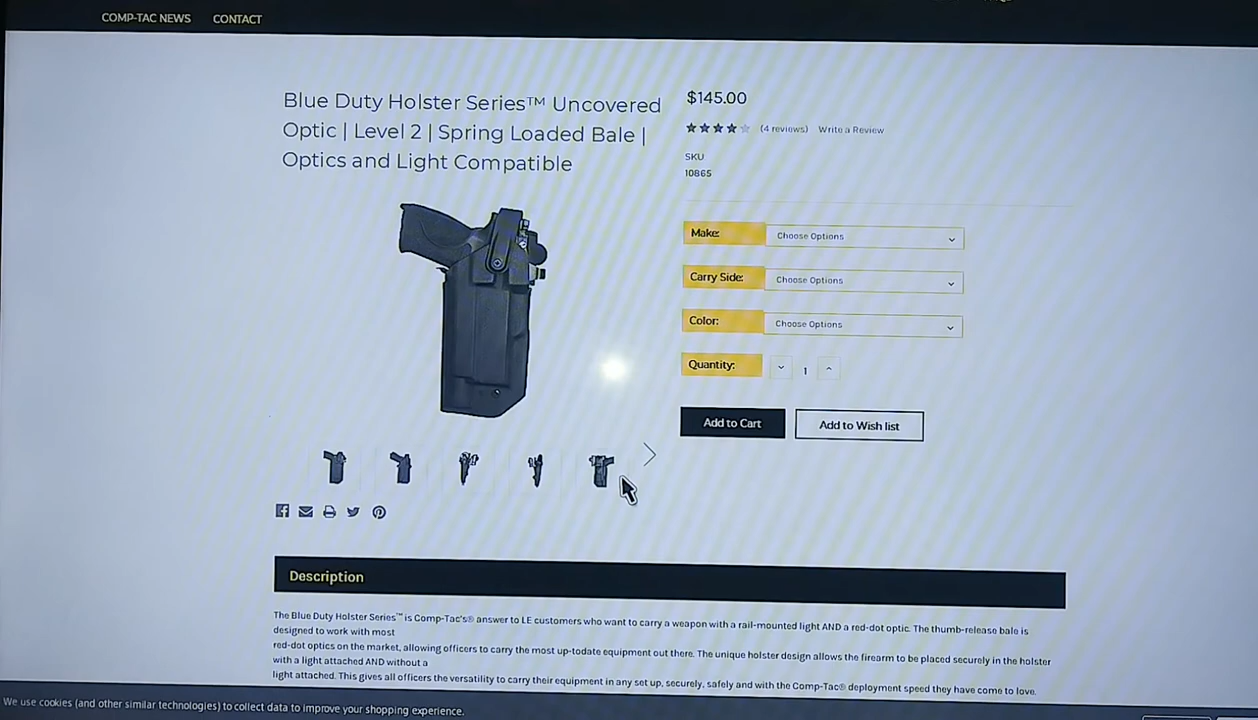 COMP-TAC NEWS CONTACT
Blue Duty Holster Series™ Uncovered
Optic | Level 2 | Spring Loaded Bale |
Optics and Light Compatible
$145.00
(4 reviews) Write a Review
SKU
10865
Make: Choose Options
Carry Side: Choose Options
Color: Choose Options
Quantity: 1
Add to Cart Add to Wish list
Description
The Blue Duty Holster Series™ is Comp-Tac's® answer to LE customers who want to carry a weapon with a rail-mounted light AND a red-dot optic. The thumb-release bale is
designed to work with most
red-dot optics on the market, allowing officers to carry the most up-todate equipment out there. The unique holster design allows the firearm to be placed securely in the holster
with a light attached AND without a
light attached. This gives all officers the versatility to carry their equipment in any set up, securely, safely and with the Comp-Tac® deployment speed they have come to love.
We use cookies (and other similar technologies) to collect data to improve your shopping experience.